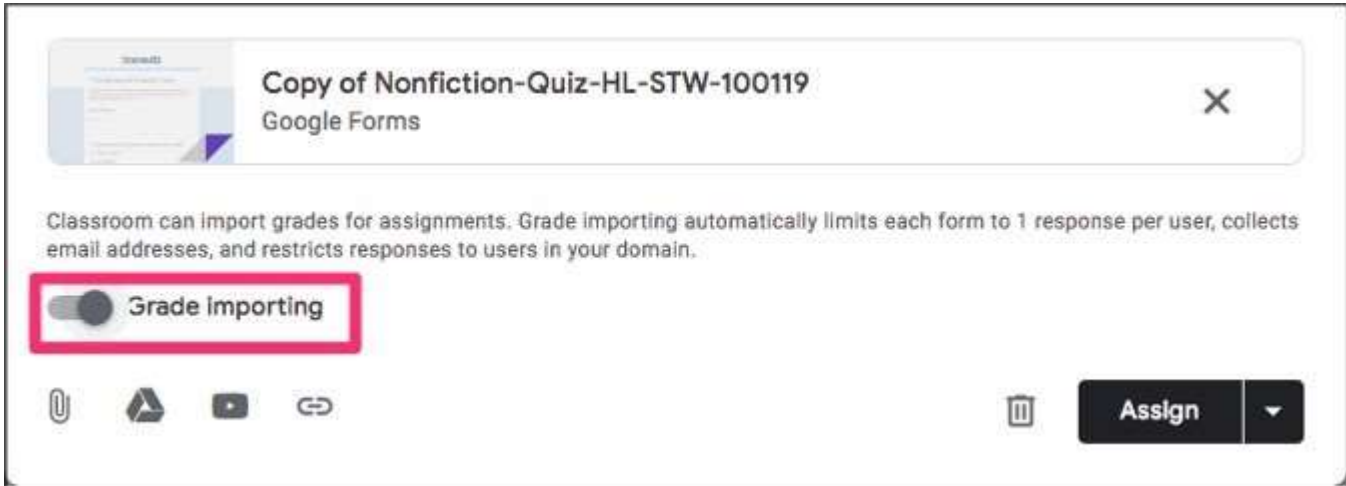 Copy of Nonfiction-Quiz-HL-STW-100119
Google Forms
Classroom can import grades for assignments. Grade importing automatically limits each form to 1 response per user, collects
email addresses, and restricts responses to users in your domain.
Grade importing
Assign